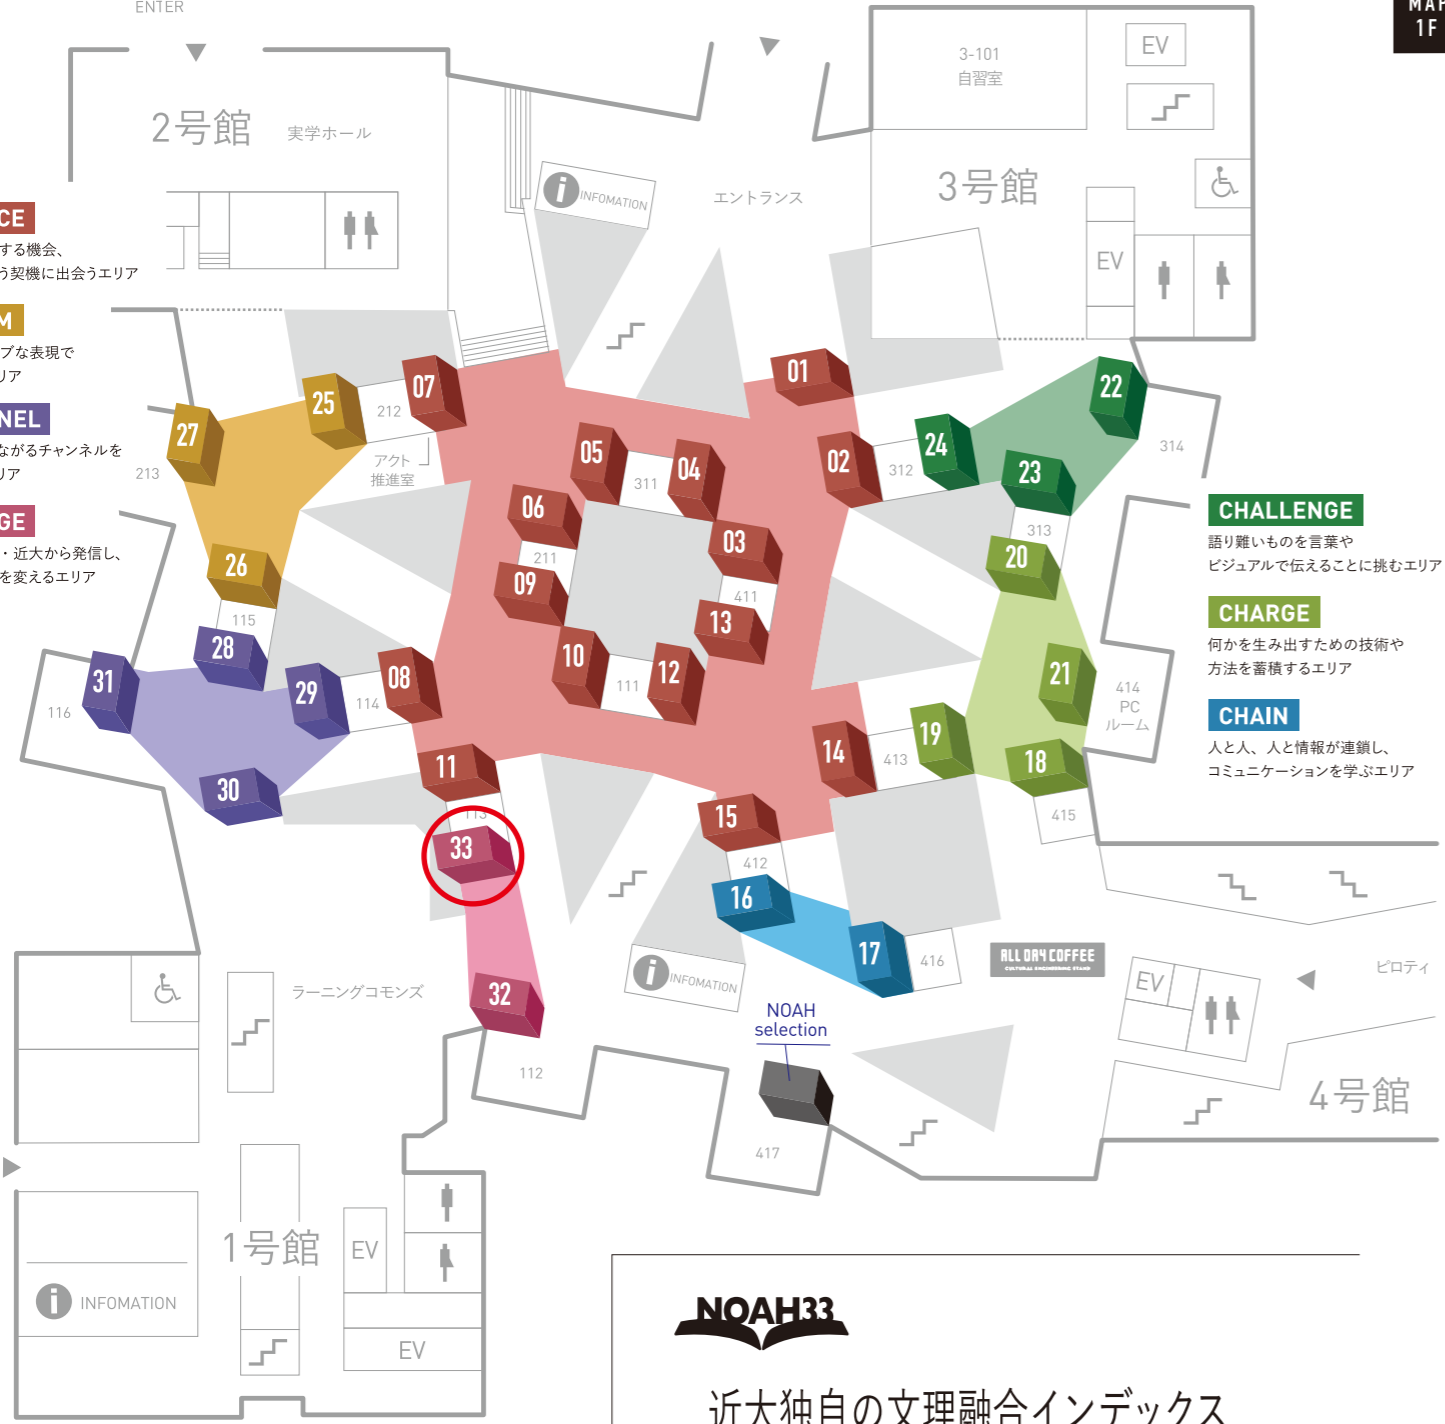 ENTER
MAP
1F
2号館
実学ホール
INFOMATION
エントランス
3-101
自習室
EV
3号館
EV
CE
する機会、
う契機に出会うエリア
M
ブな表現で
リア
NEL
ながるチャンネルを
リア
GE
・近大から発信し、
を変えるエリア
01
02
03
04
05
06
07
08
09
10
11
12
13
14
15
16
17
18
19
20
21
22
23
24
25
26
27
28
29
30
31
32
33
212
アクト
推進室
213
211
311
312
314
313
411
115
116
114
111
113
413
412
414
PC
ルーム
415
416
112
417
CHALLENGE
語り難いものを言葉や
ビジュアルで伝えることに挑むエリア
CHARGE
何かを生み出すための技術や
方法を蓄積するエリア
CHAIN
人と人、人と情報が連鎖し、
コミュニケーションを学ぶエリア
ラーニングコモンズ
INFOMATION
ALL DAY COFFEE
CULTURAL ENGINEERING STAND
NOAH
selection
EV
ピロティ
4号館
1号館
EV
INFOMATION
EV
NOAH33
近大独自の文理融合インデックス